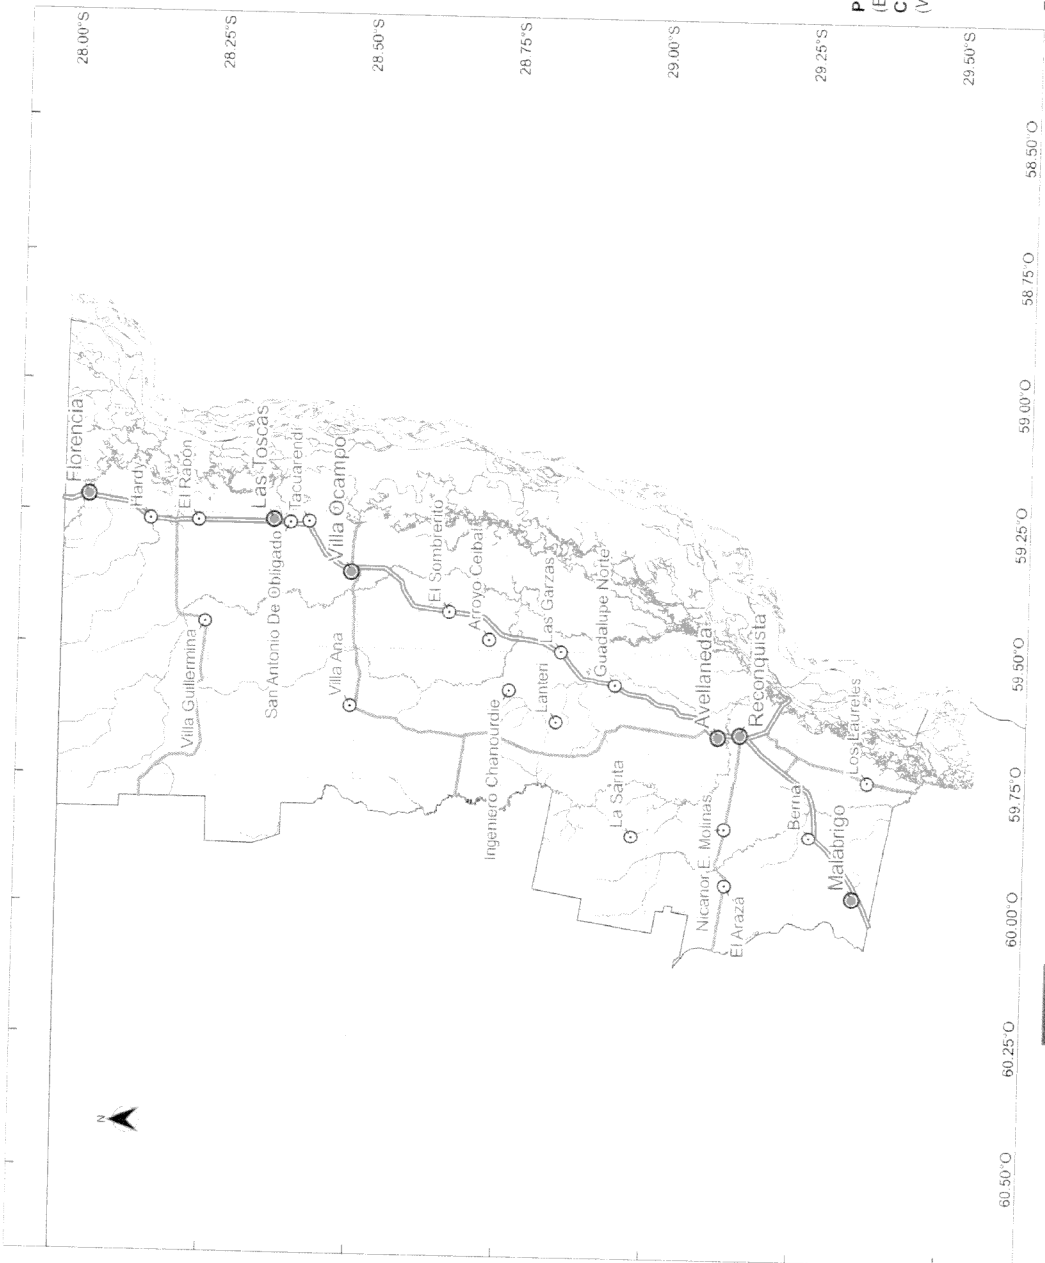 28.00°S
28.25°S
28.50°S
28.75°S
29.00°S
29.25°S
29.50°S
N
Florencia
Hardy
El Rabón
Villa Guillermina
Las Toscas
San Antonio De Obligado
Tacuarendí
Villa Ocampo
Villa Ana
El Sombrerito
Arroyo Ceibal
Ingeniero Chanourdie
Lanteri
Las Garzas
Guadalupe Norte
La Sarita
Avellaneda
Nicanor E. Molinas
El Arazá
Reconquista
Berna
Malabrigo
Los Laureles
60.50°O
60.25°O
60.00°O
59.75°O
59.50°O
59.25°O
59.00°O
58.75°O
58.50°O